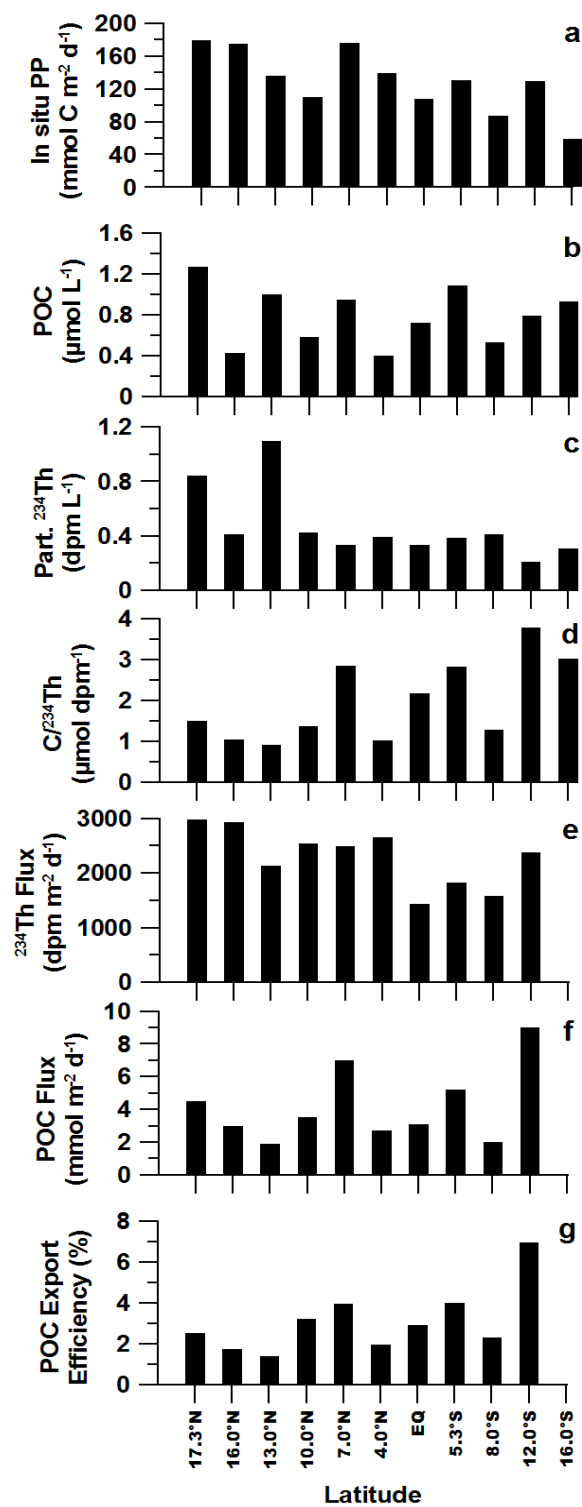 a
In situ PP
(mmol C m⁻² d⁻¹)
200
160
120
80
40
0
b
POC
(µmol L⁻¹)
1.6
1.2
0.8
0.4
0
c
Part. ²³⁴Th
(dpm L⁻¹)
1.2
0.8
0.4
0
d
C/²³⁴Th
(µmol dpm⁻¹)
4
3
2
1
0
e
²³⁴Th Flux
(dpm m⁻² d⁻¹)
3000
2000
1000
0
f
POC Flux
(mmol m⁻² d⁻¹)
10
8
6
4
2
0
g
POC Export
Efficiency (%)
8
6
4
2
0
17.3°N
16.0°N
13.0°N
10.0°N
7.0°N
4.0°N
EQ
5.3°S
8.0°S
12.0°S
16.0°S
Latitude